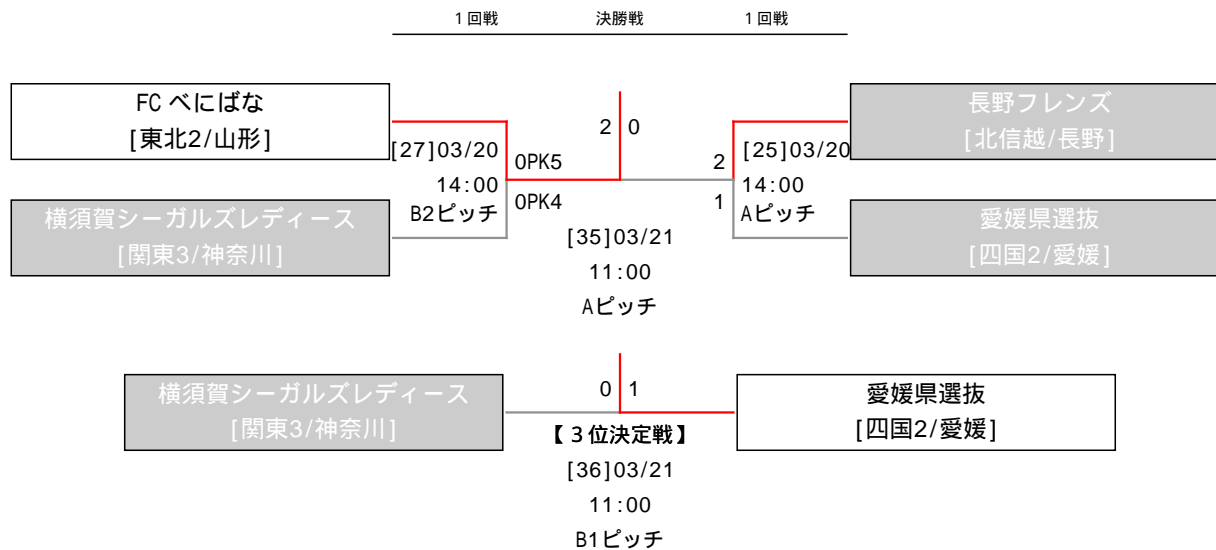 1回戦 決勝戦 1回戦
FC べにばな
[東北2/山形]
長野フレンズ
[北信越/長野]
2 0
[27]03/20
14:00
B2ピッチ
0PK5
0PK4
2
1
[25]03/20
14:00
Aピッチ
横須賀シーガルズレディース
[関東3/神奈川]
愛媛県選抜
[四国2/愛媛]
[35]03/21
11:00
Aピッチ
横須賀シーガルズレディース
[関東3/神奈川]
0 1
愛媛県選抜
[四国2/愛媛]
【3位決定戦】
[36]03/21
11:00
B1ピッチ